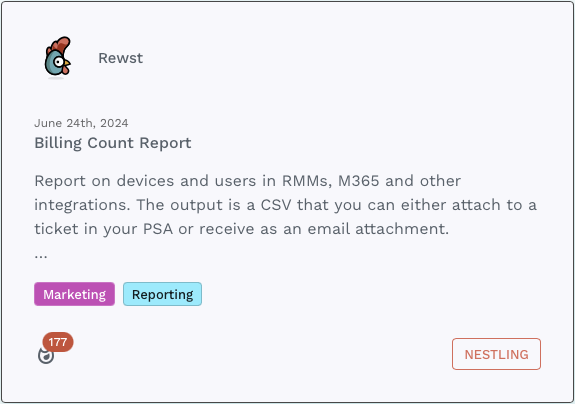 Rewst
June 24th, 2024
Billing Count Report
Report on devices and users in RMMs, M365 and other
integrations. The output is a CSV that you can either attach to a
ticket in your PSA or receive as an email attachment.
...
Marketing Reporting
177
NESTLING